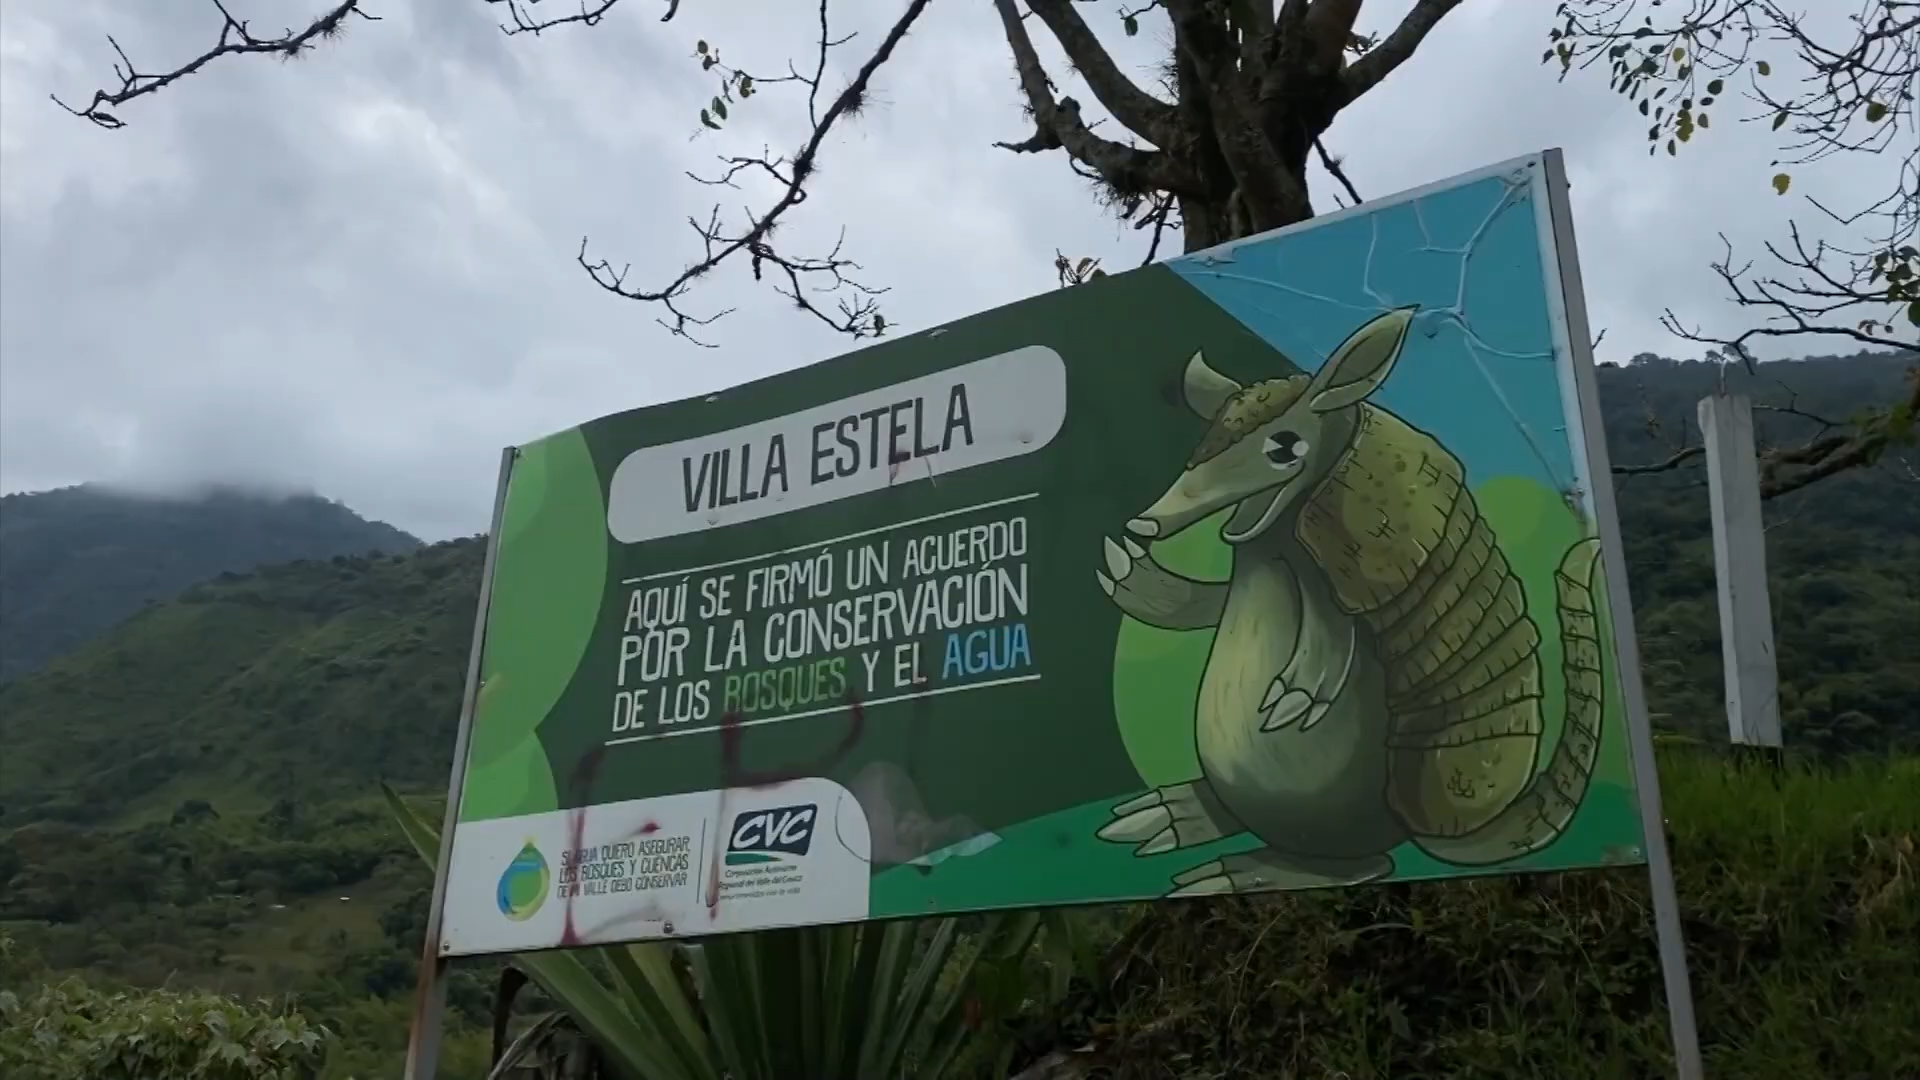 VILLA ESTELA
AQUÍ SE FIRMÓ UN ACUERDO
POR LA CONSERVACIÓN
DE LOS BOSQUES Y EL AGUA
SI AGUA QUIERO ASEGURAR,
LOS BOSQUES Y CUENCAS
DE MI VALLE DEBO CONSERVAR
CVC
Corporación Autónoma
Regional del Valle del Cauca